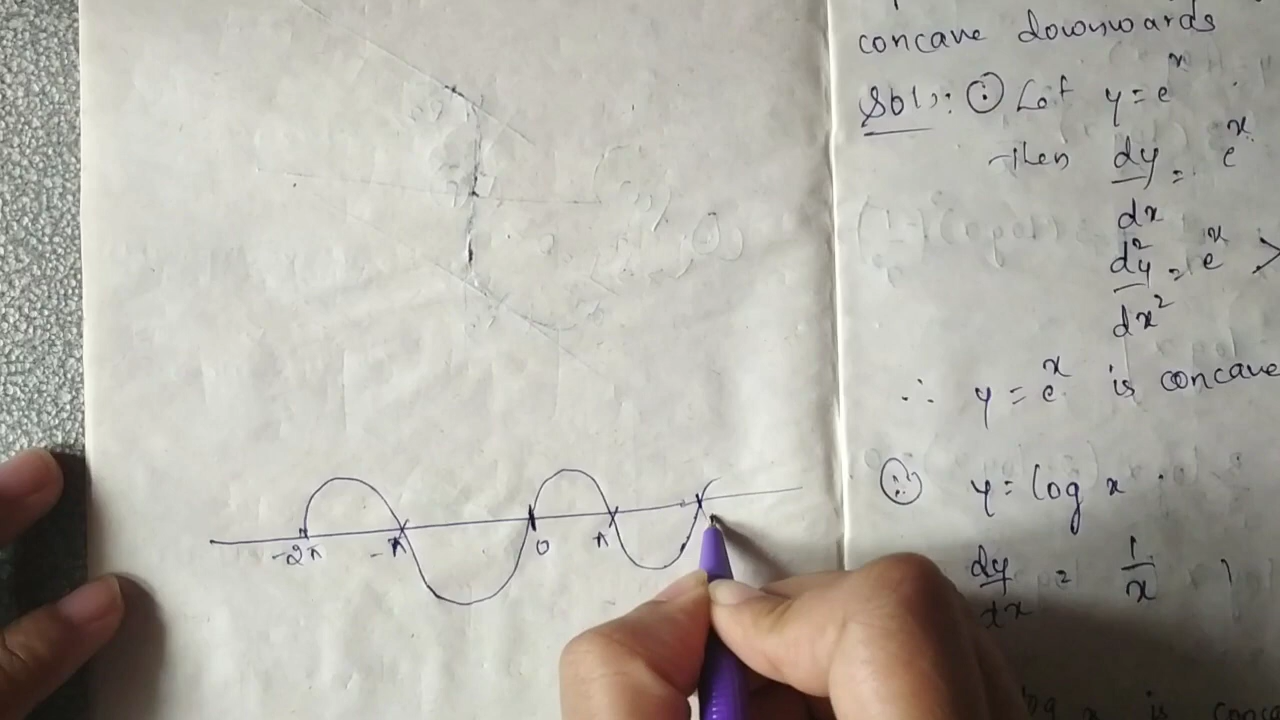 concave downwards
Sol: (i) Let y = e^x
then dy/dx = e^x
d²y/dx² = e^x >
∴ y = e^x is concave
(ii) y = log x
dy/dx = 1/x
-2π -π 0 π